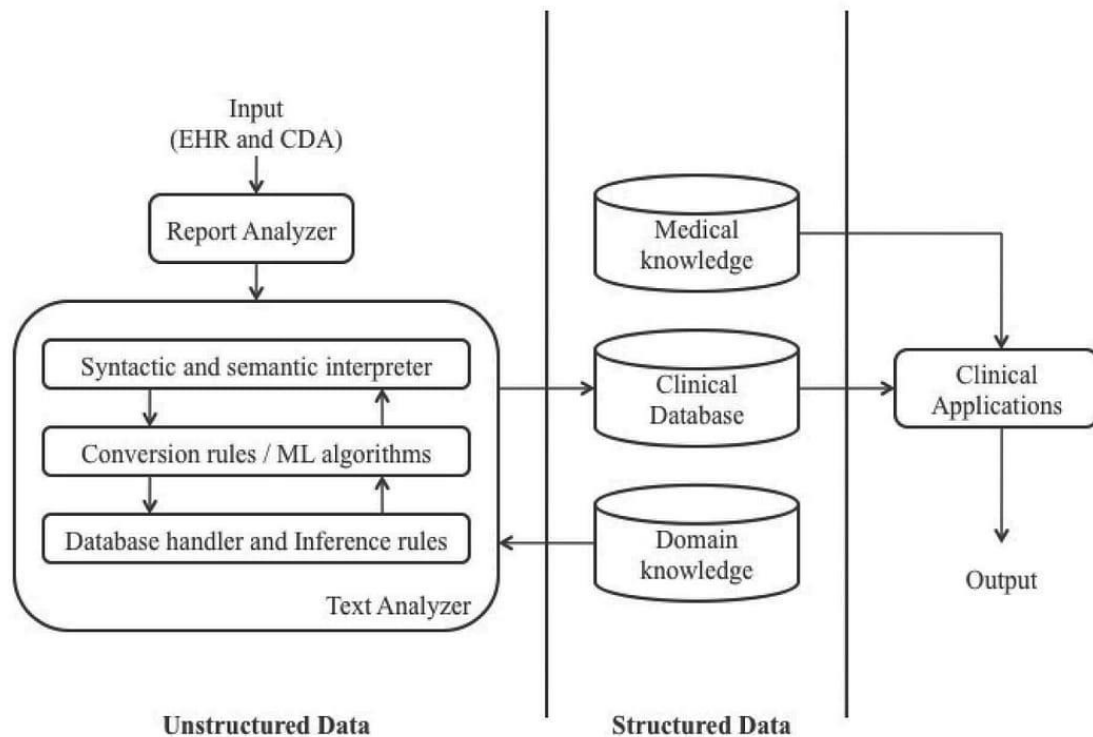 Input
(EHR and CDA)
Report Analyzer
Syntactic and semantic interpreter
Conversion rules / ML algorithms
Database handler and Inference rules
Text Analyzer
Unstructured Data
Medical
knowledge
Clinical
Database
Domain
knowledge
Structured Data
Clinical
Applications
Output